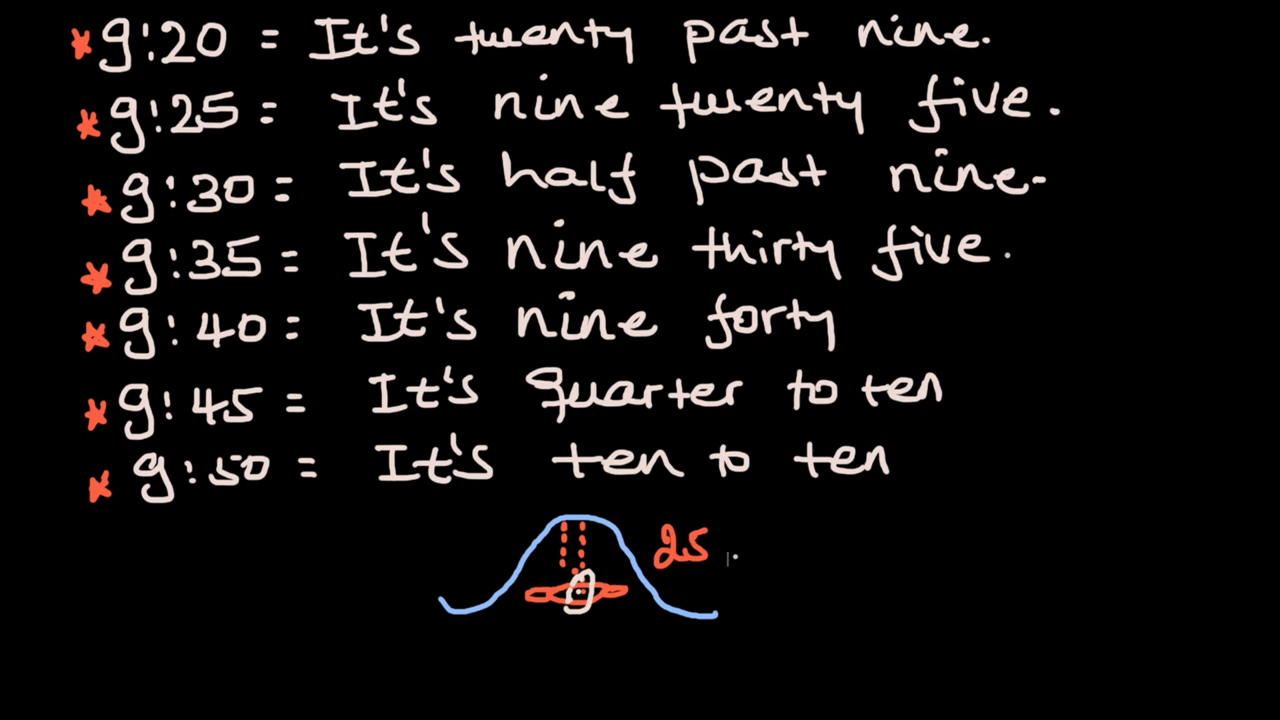 * 9:20 = It's twenty past nine.
* 9:25 = It's nine twenty five.
* 9:30 = It's half past nine.
* 9:35 = It's nine thirty five.
* 9:40 = It's nine forty
* 9:45 = It's quarter to ten
* 9:50 = It's ten to ten
25